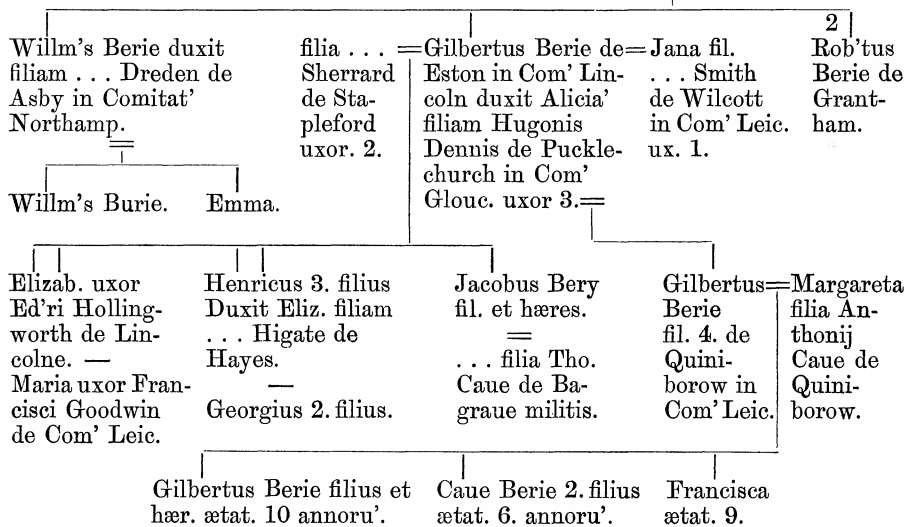 2
Willm's Berie duxit
filiam . . . Dreden de
Asby in Comitat'
Northamp.
=
filia . . .
Sherrard
de Sta-
pleford
uxor. 2.
=Gilbertus Berie de=
Eston in Com' Lin-
coln duxit Alicia'
filiam Hugonis
Dennis de Puckle-
church in Com'
Glouc. uxor 3.=
Jana fil.
. . . Smith
de Wilcott
in Com' Leic.
ux. 1.
Rob'tus
Berie de
Grant-
ham.
Willm's Burie. Emma.
Elizab. uxor
Ed'ri Holling-
worth de Lin-
colne. —
Maria uxor Fran-
cisci Goodwin
de Com' Leic.
Henricus 3. filius
Duxit Eliz. filiam
. . . Higate de
Hayes.
—
Georgius 2. filius.
Jacobus Bery
fil. et hæres.
=
. . . filia Tho.
Caue de Ba-
graue militis.
Gilbertus=
Berie
fil. 4. de
Quini-
borow in
Com' Leic.
Margareta
filia An-
thonij
Caue de
Quini-
borow.
Gilbertus Berie filius et
hær. ætat. 10 annoru'.
Caue Berie 2. filius
ætat. 6. annoru'.
Francisca
ætat. 9.